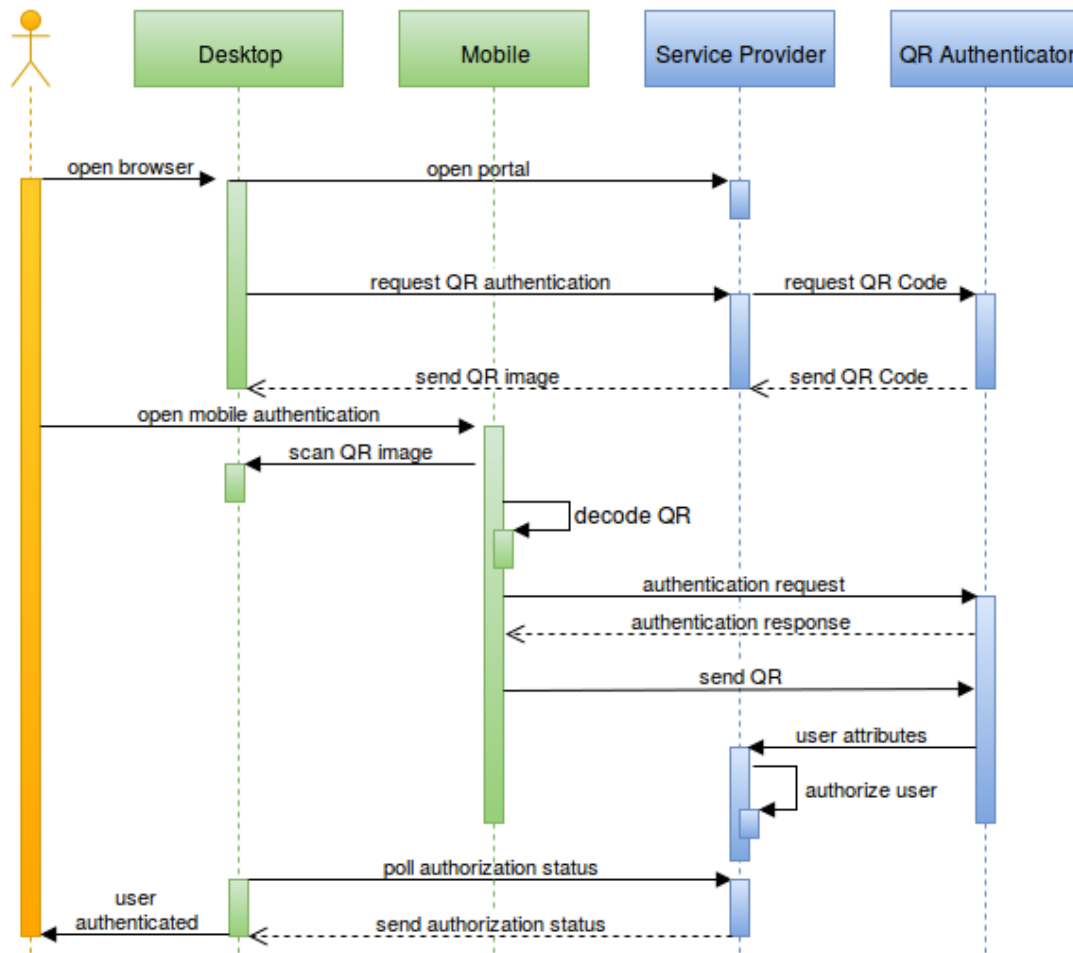 Desktop
Mobile
Service Provider
QR Authenticator
open browser
open portal
request QR authentication
request QR Code
send QR image
send QR Code
open mobile authentication
scan QR image
decode QR
authentication request
authentication response
send QR
user attributes
authorize user
poll authorization status
user
authenticated
send authorization status